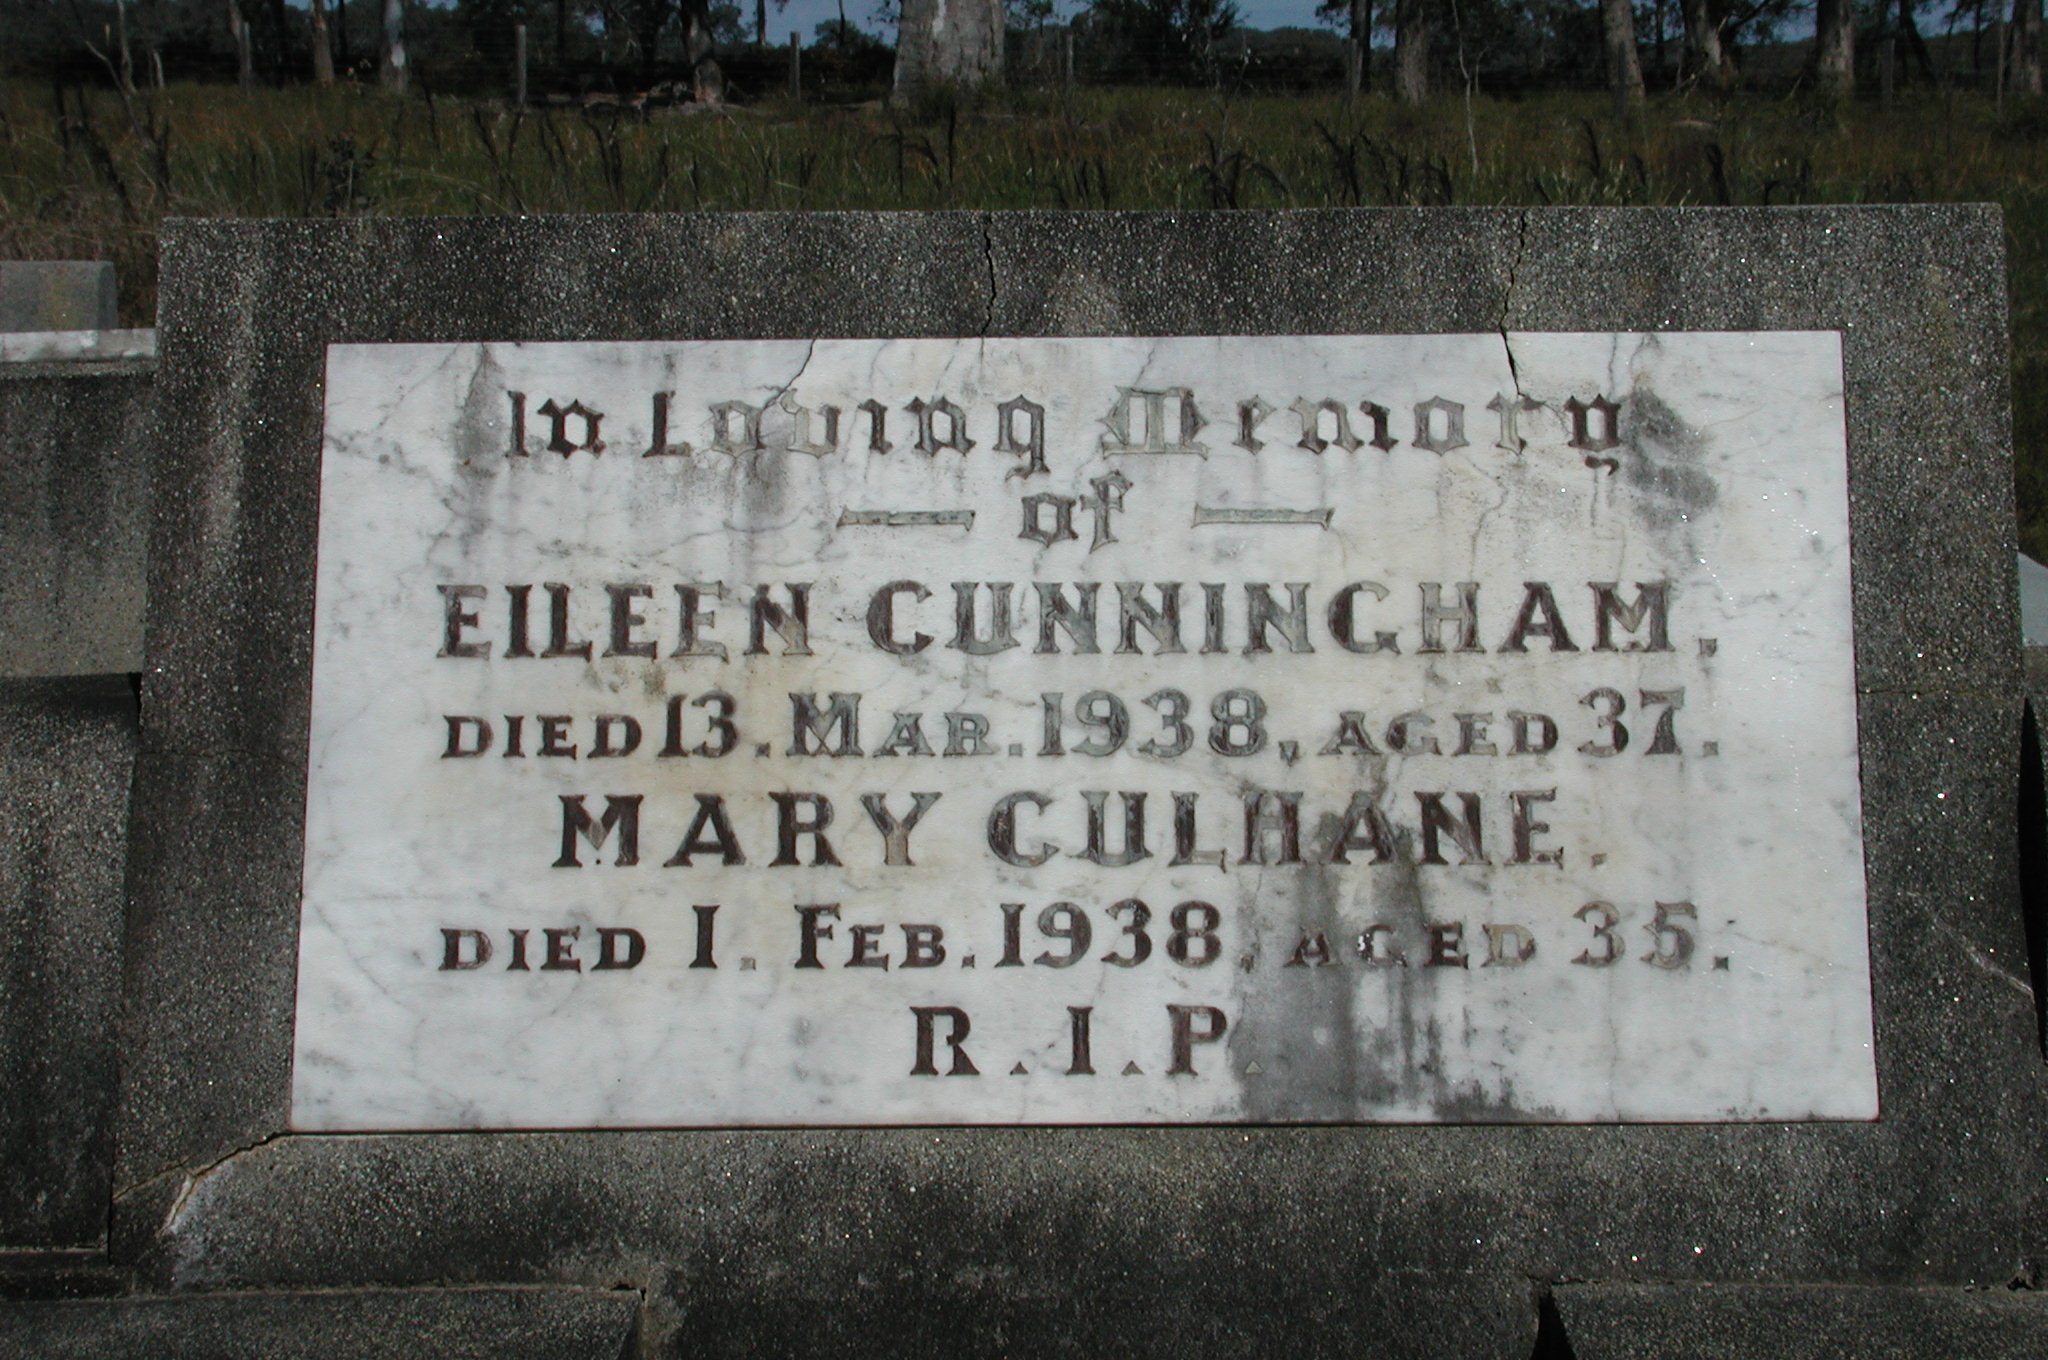 In Loving Memory
— of —
EILEEN CUNNINGHAM,
DIED 13. MAR. 1938, AGED 37.
MARY CULHANE.
DIED 1. FEB. 1938, AGED 35.
R.I.P.